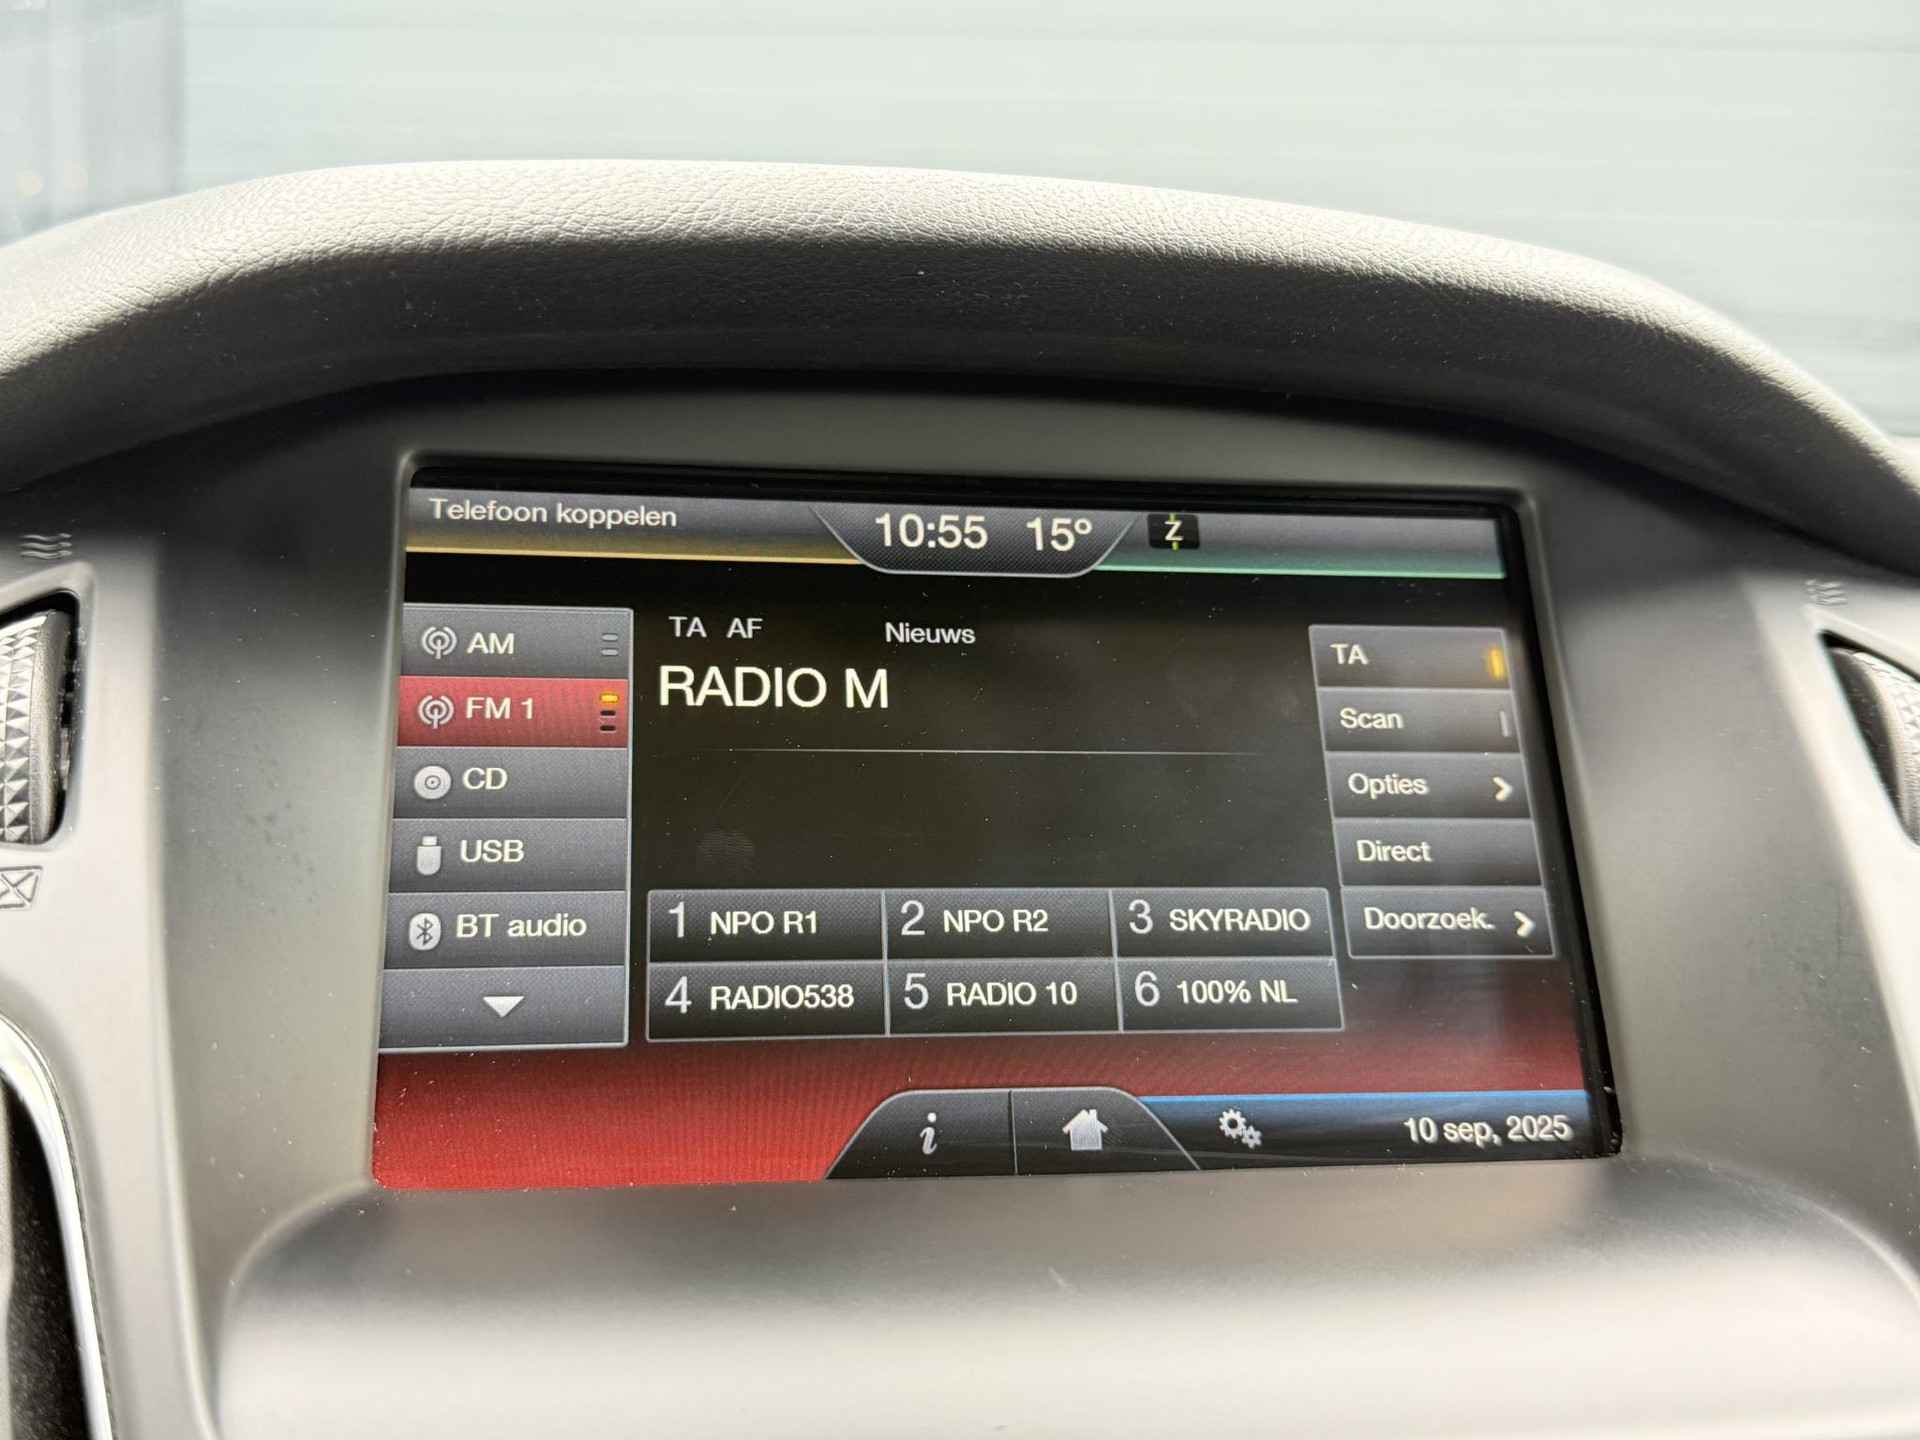 Telefoon koppelen
10:55 15° Z
AM
FM 1
CD
USB
BT audio
TA AF Nieuws
RADIO M
1 NPO R1
2 NPO R2
3 SKYRADIO
4 RADIO538
5 RADIO 10
6 100% NL
TA
Scan
Opties
Direct
Doorzoek.
i
10 sep, 2025